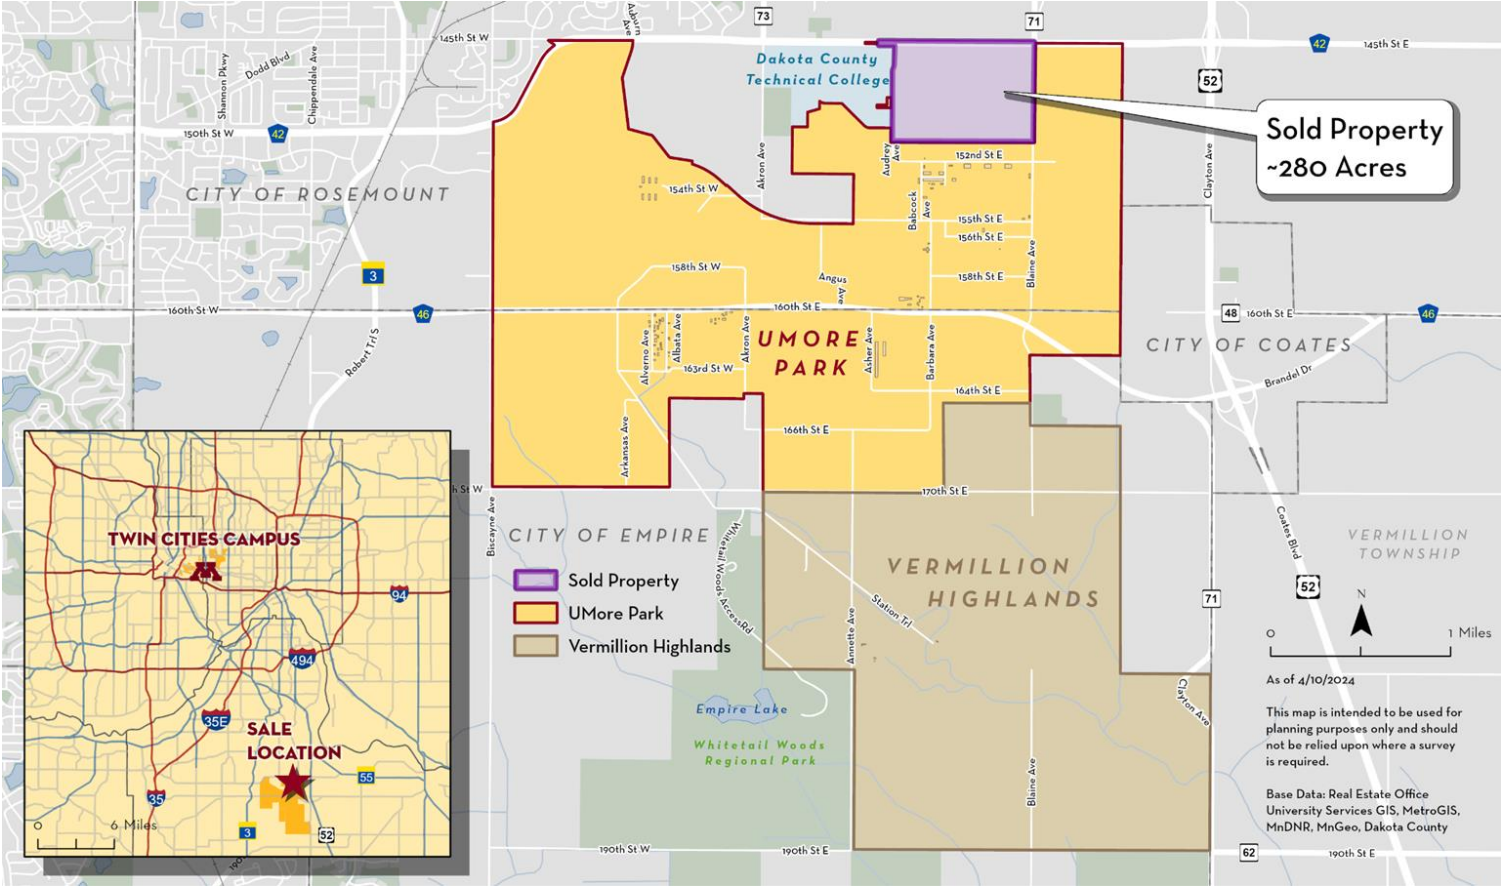 73
71
Auburn
Ave
145th St W
42
145th St E
Shannon Pkwy
Dodd Blvd
Chippendale Ave
Dakota County
Technical College
52
Sold Property
~280 Acres
150th St W
42
Akron Ave
Audrey
Ave
152nd St E
Clayton Ave
CITY OF ROSEMOUNT
154th St W
Babcock
Ave
155th St E
156th St E
Blaine Ave
3
158th St W
Angus
Ave
158th St E
160th St W
46
160th St E
48
160th St E
46
Robert Trl S
Alverno Ave
Albata Ave
Akron Ave
UMORE
PARK
Asher Ave
Barbara Ave
CITY OF COATES
163rd St W
164th St E
Brandel Dr
Arkansas Ave
166th St E
h St W
170th St E
Biscayne Ave
CITY OF EMPIRE
Whitetail Woods Access Rd
Coates Blvd
VERMILLION
TOWNSHIP
VERMILLION
HIGHLANDS
Sold Property
UMore Park
Vermillion Highlands
Station Trl
Annette Ave
71
52
N
0
1 Miles
Clayton Ave
As of 4/10/2024
This map is intended to be used for
planning purposes only and should
not be relied upon where a survey
is required.
Base Data: Real Estate Office
University Services GIS, MetroGIS,
MnDNR, MnGeo, Dakota County
Empire Lake
Whitetail Woods
Regional Park
Blaine Ave
190th St W
190th St E
62
190th St E
TWIN CITIES CAMPUS
M
94
494
35E
SALE
LOCATION
55
35
0
6 Miles
3
52
190